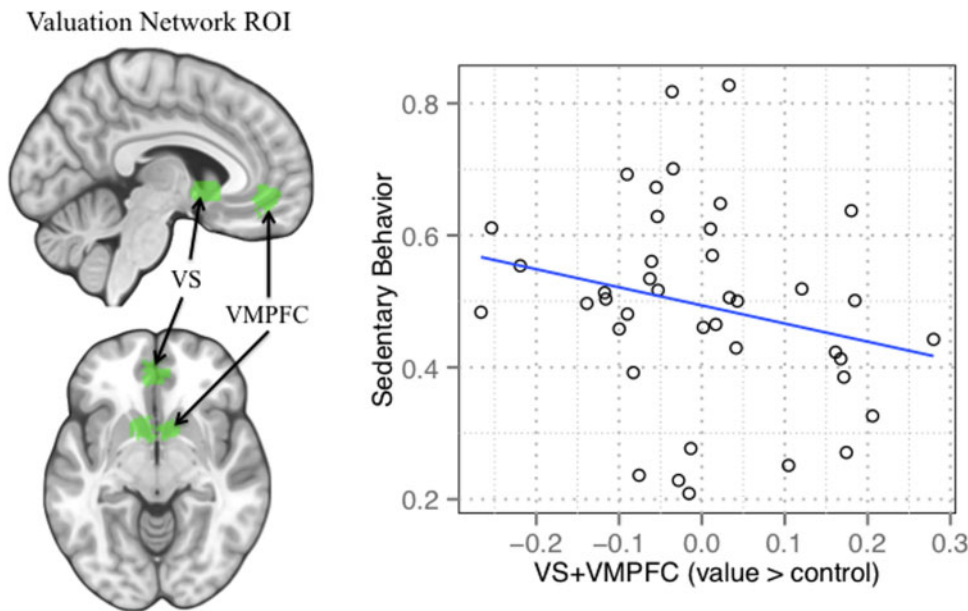 Valuation Network ROI
VS
VMPFC
Sedentary Behavior
0.8
0.6
0.4
0.2
−0.2
−0.1
0.0
0.1
0.2
0.3
VS+VMPFC (value > control)